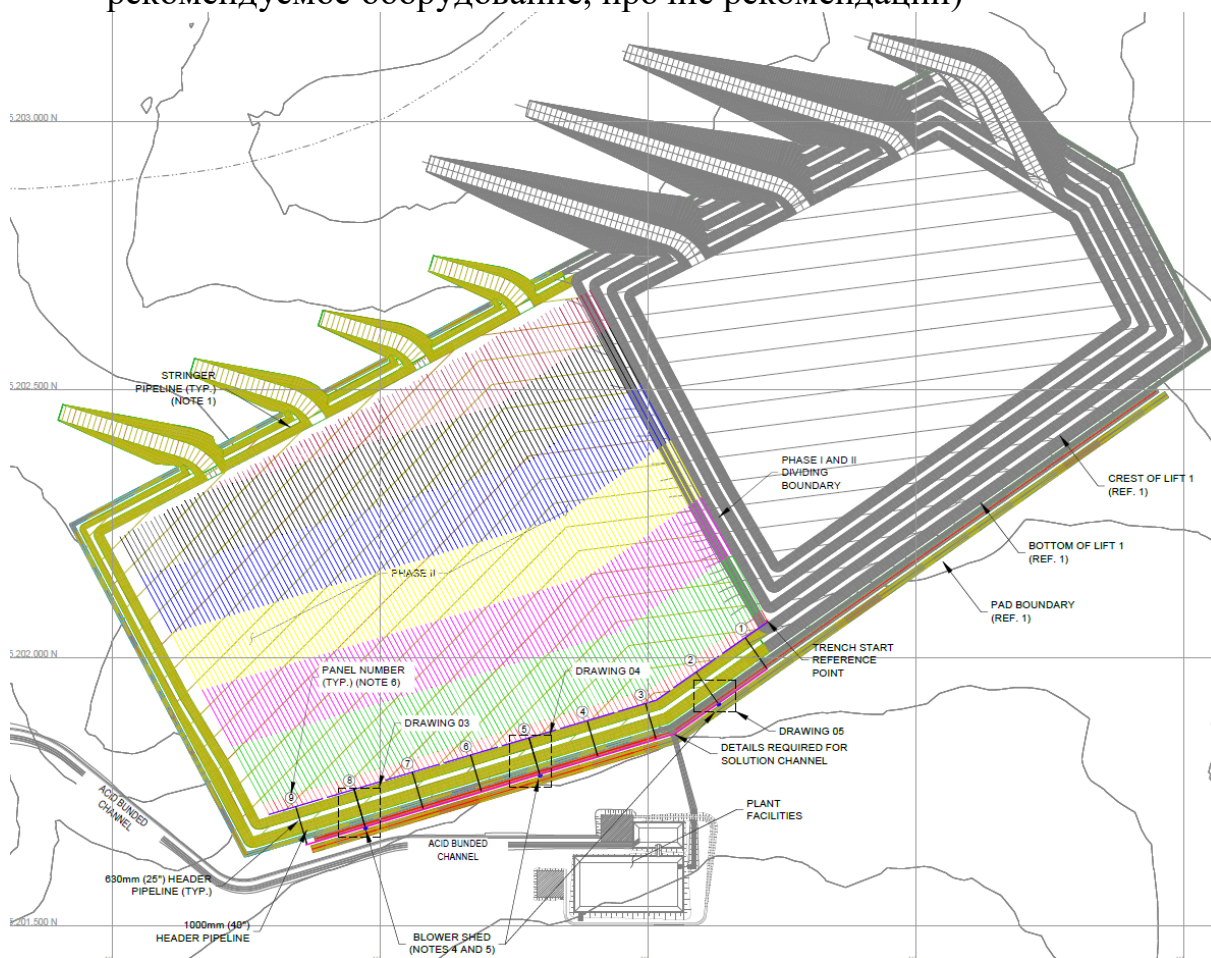 рекомендуемое оборудование, прочие рекомендации)
5,203,000 N
STRINGER
PIPELINE (TYP.)
(NOTE 1)
5,202,500 N
PHASE I AND II
DIVIDING
BOUNDARY
CREST OF LIFT 1
(REF. 1)
BOTTOM OF LIFT 1
(REF. 1)
PHASE II
PAD BOUNDARY
(REF. 1)
1
TRENCH START
REFERENCE
POINT
5,202,000 N
2
PANEL NUMBER
(TYP.) (NOTE 6)
DRAWING 04
3
4
5
DRAWING 03
DRAWING 05
6
7
DETAILS REQUIRED FOR
SOLUTION CHANNEL
8
9
ACID BUNDED
CHANNEL
PLANT
FACILITIES
ACID BUNDED
CHANNEL
630mm (25") HEADER
PIPELINE (TYP.)
5,201,500 N
1000mm (40")
HEADER PIPELINE
BLOWER SHED
(NOTES 4 AND 5)